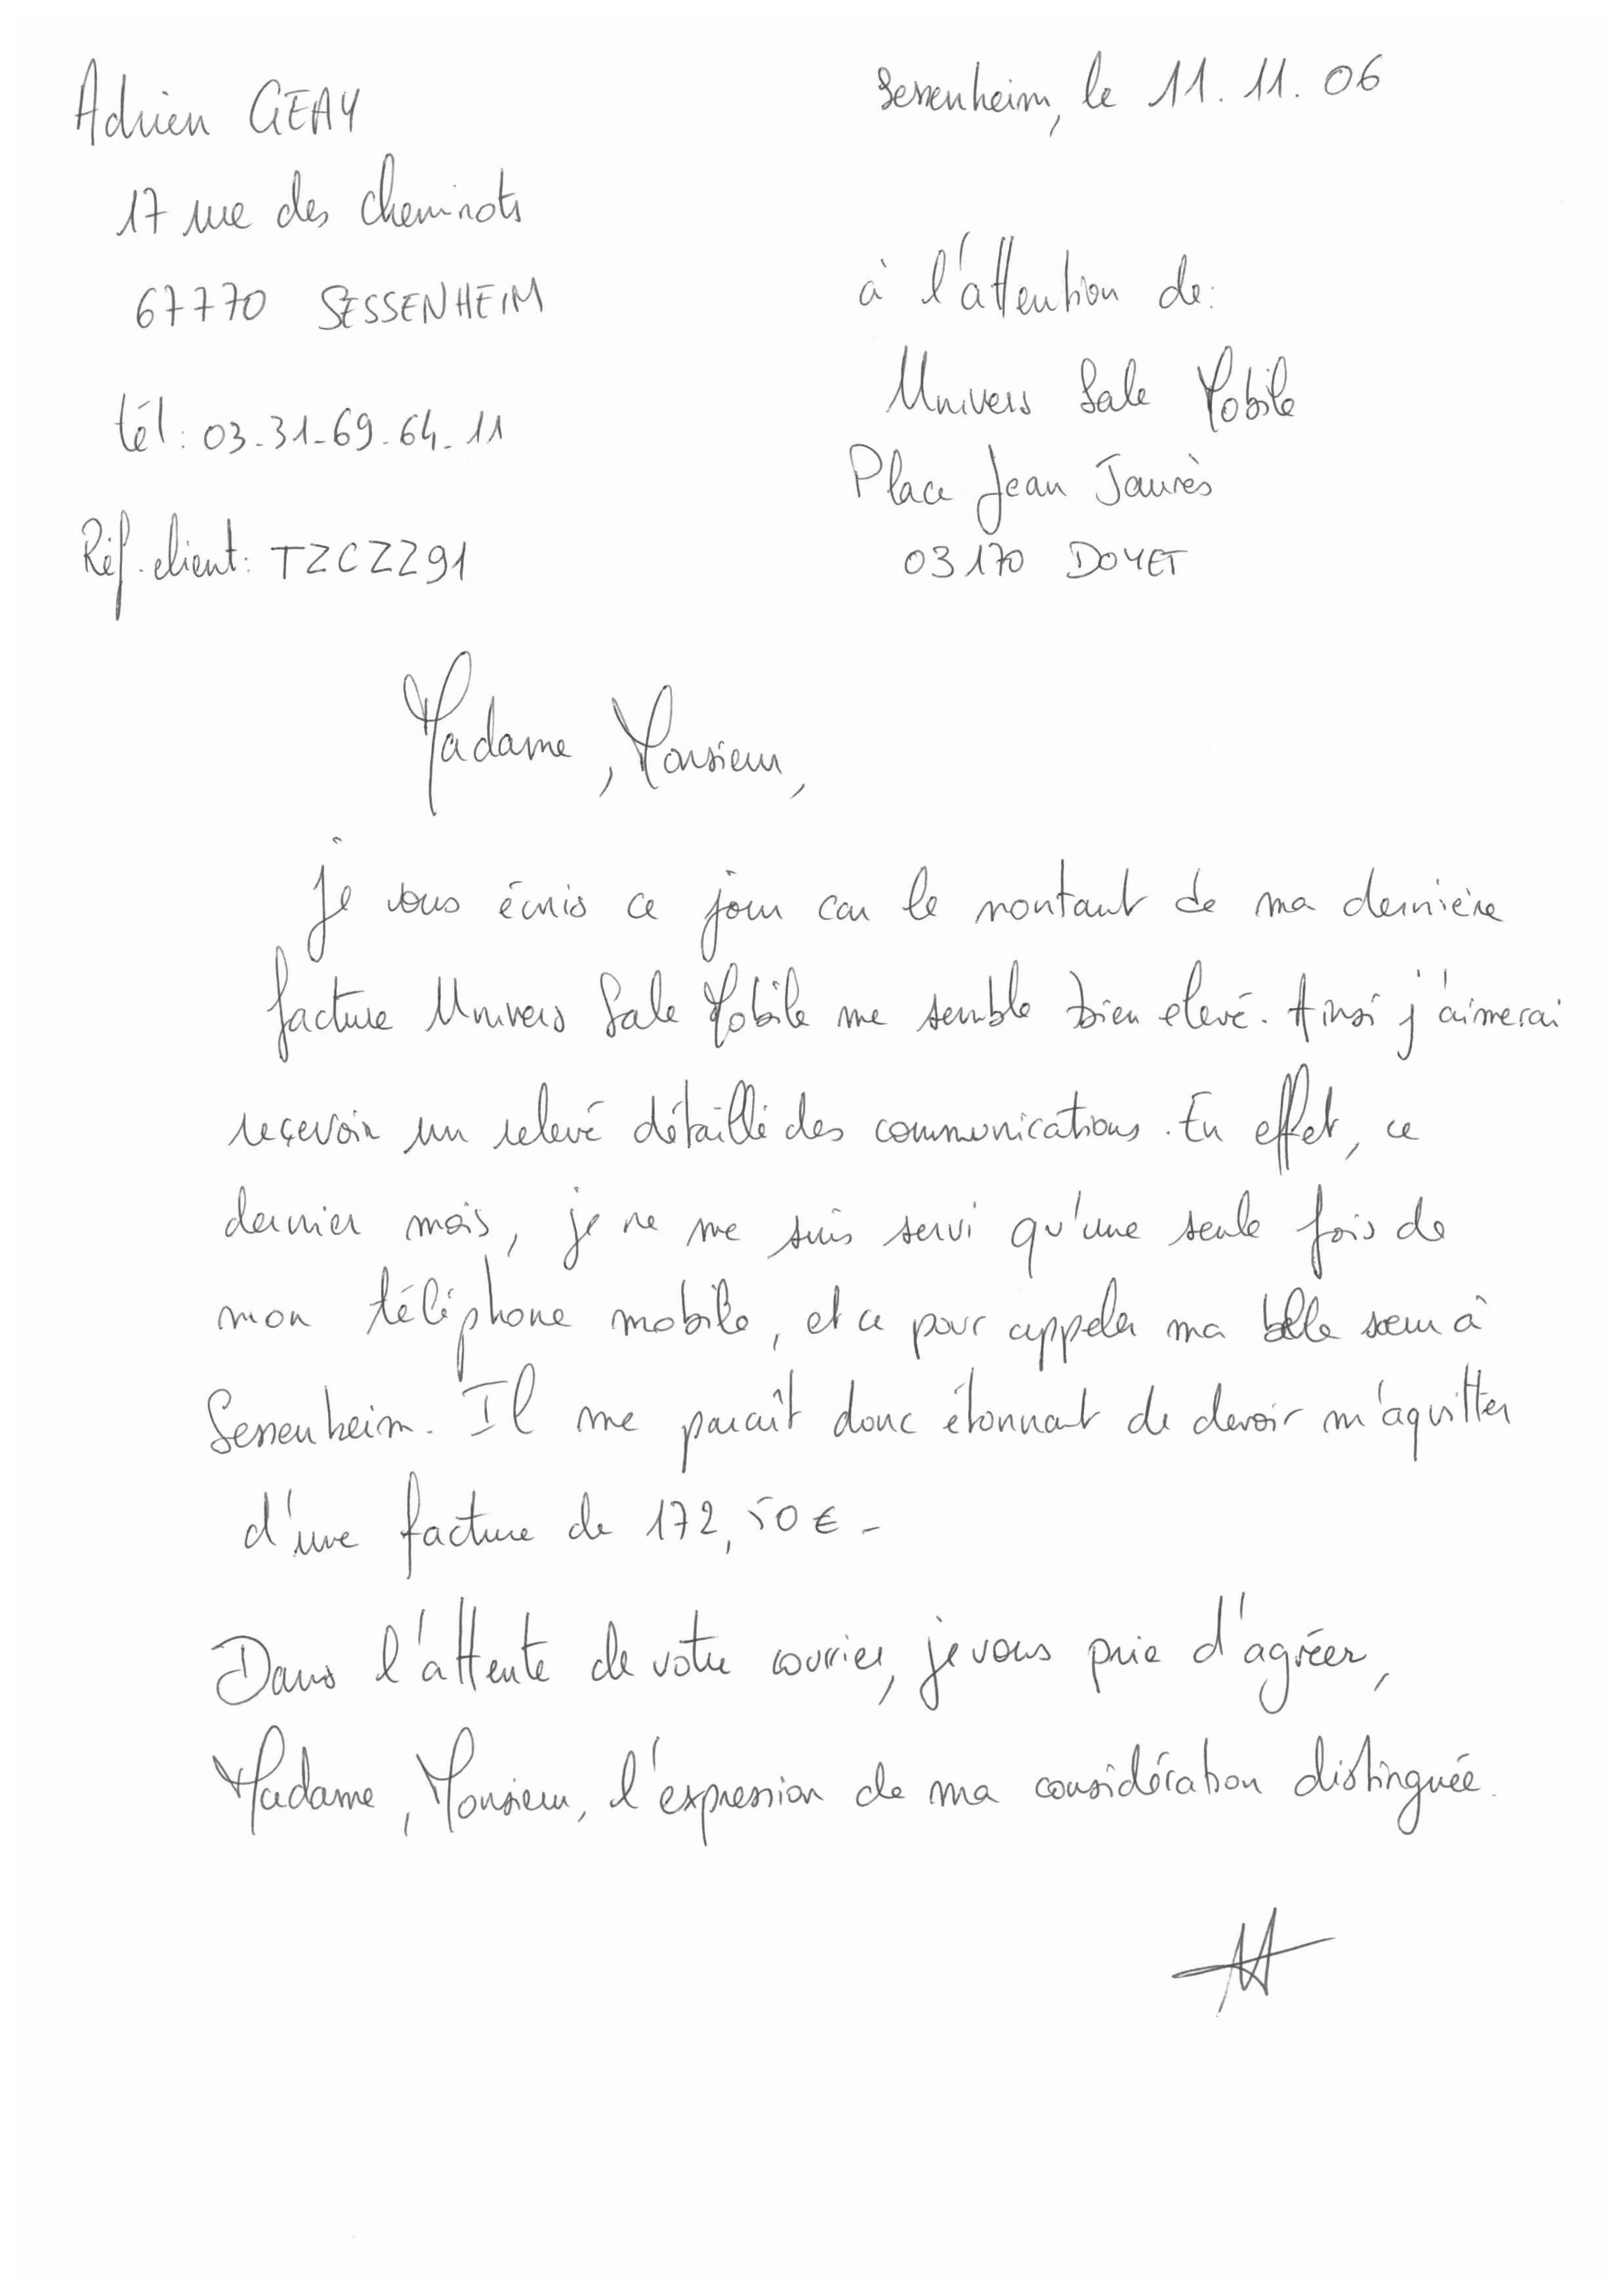 Adrien GEAY
17 rue des cheminots
67770 SESSENHEIM
tél : 03-31-69-64-11
Réf. client : TZCZZ91
Sessenheim, le 11.11.06
à l'attention de :
Univers Sale Mobile
Place Jean Jaurès
03170 DOYET
Madame, Monsieur,
je vous écris ce jour car le montant de ma dernière
facture Univers Sale Mobile me semble bien elevé. Ainsi j'aimerai
reçevoir un relevé détaillé des communications. En effet, ce
dernier mois, je ne me suis servi qu'une seule fois de
mon téléphone mobile, et ce pour appeler ma belle soeur à
Sessenheim. Il me paraît donc étonnant de devoir m'aquitter
d'une facture de 172,50€-
Dans l'attente de votre courrier, je vous prie d'agréer,
Madame, Monsieur, l'expression de ma considération distinguée.